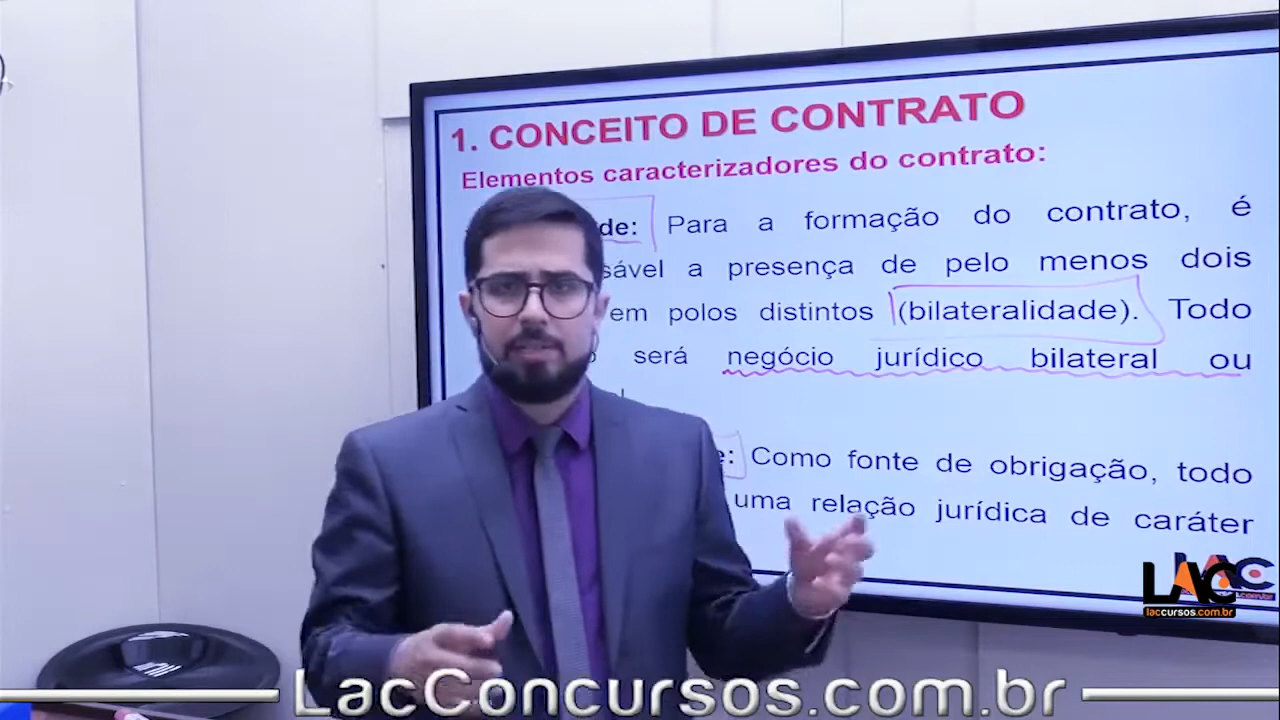 1. CONCEITO DE CONTRATO
Elementos caracterizadores do contrato:
de: Para a formação do contrato, é
sável a presença de pelo menos dois
em polos distintos (bilateralidade). Todo
será negócio jurídico bilateral ou
e: Como fonte de obrigação, todo
uma relação jurídica de caráter
LAC
laccursos.com.br
LacConcursos.com.br